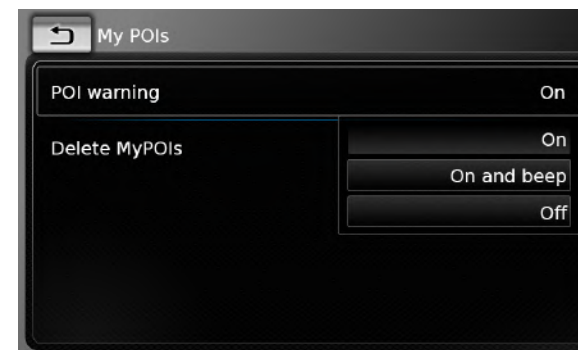 My POIs
POI warning On
Delete MyPOIs
On
On and beep
Off